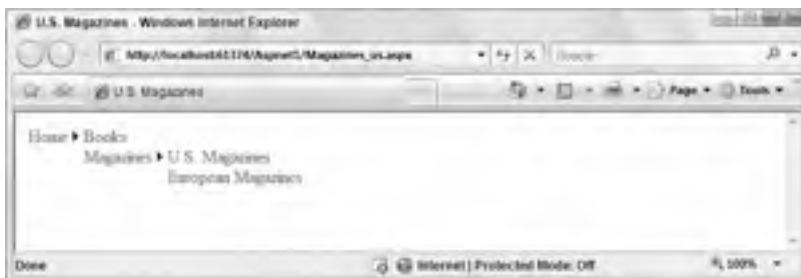 U.S. Magazines - Windows Internet Explorer
http://localhost:61374/Aspnet1/Magazines_us.aspx
U.S. Magazines
Page Tools
Home Books
Magazines U.S. Magazines
European Magazines
Done Internet | Protected Mode: Off 100%